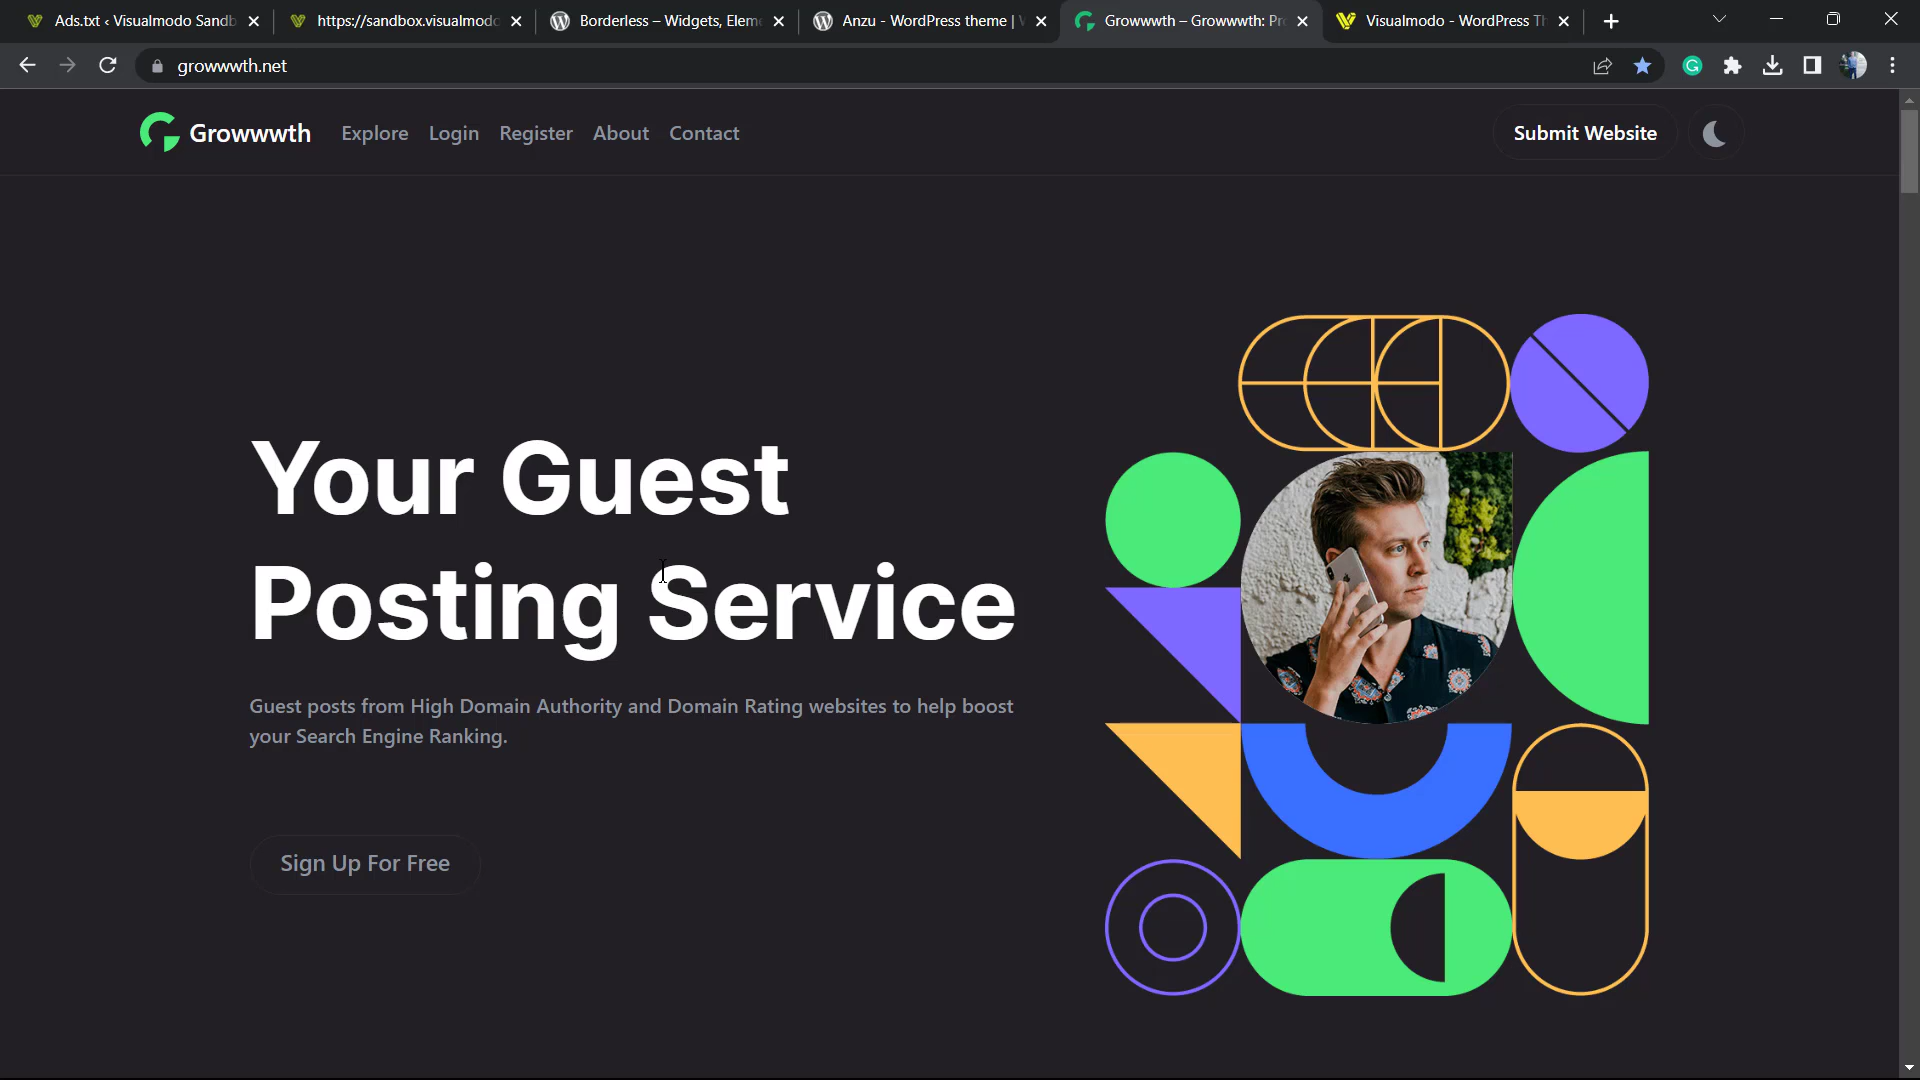 Ads.txt ‹ Visualmodo Sandb
https://sandbox.visualmodo
Borderless – Widgets, Eleme
Anzu - WordPress theme |
Growwwth – Growwwth: Pr
Visualmodo - WordPress Th
growwwth.net
Growwwth
Explore
Login
Register
About
Contact
Submit Website
Your Guest
Posting Service
Guest posts from High Domain Authority and Domain Rating websites to help boost
your Search Engine Ranking.
Sign Up For Free